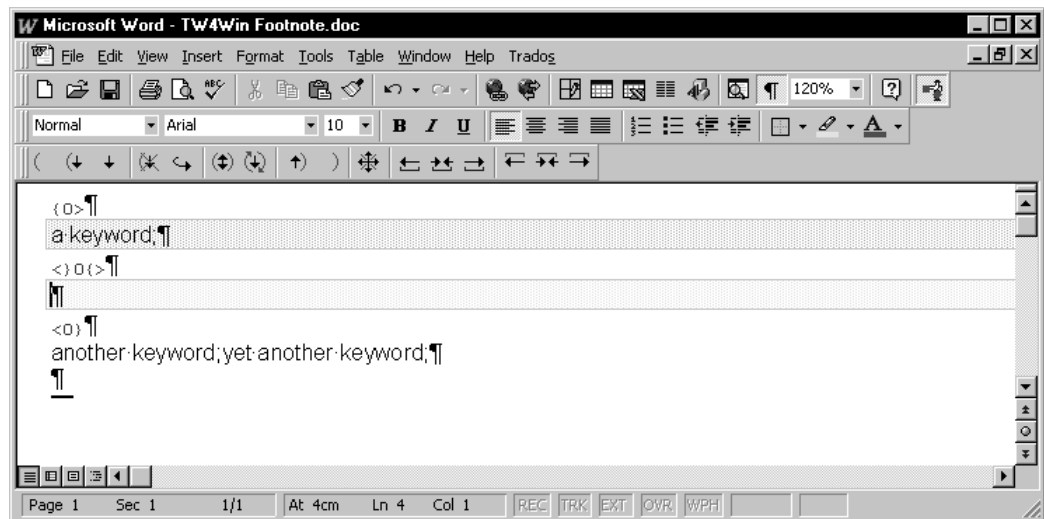 Microsoft Word - TW4Win Footnote.doc
File Edit View Insert Format Tools Table Window Help Trados
120%
Normal Arial 10 B I U A
{0>¶
a·keyword;¶
<}0{>¶
¶
<0}¶
another·keyword;yet·another·keyword;¶
¶
Page 1 Sec 1 1/1 At 4cm Ln 4 Col 1 REC TRK EXT OVR WPH